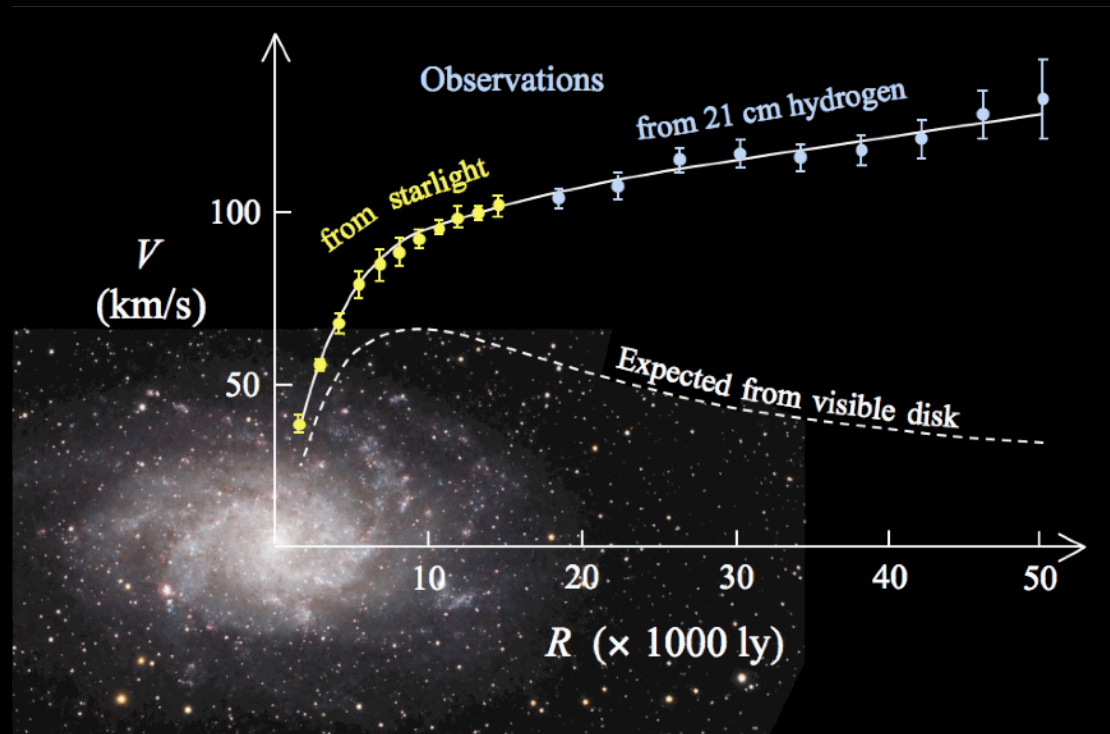 Observations
from 21 cm hydrogen
from starlight
100
V
(km/s)
50
Expected from visible disk
10 20 30 40 50
R (× 1000 ly)